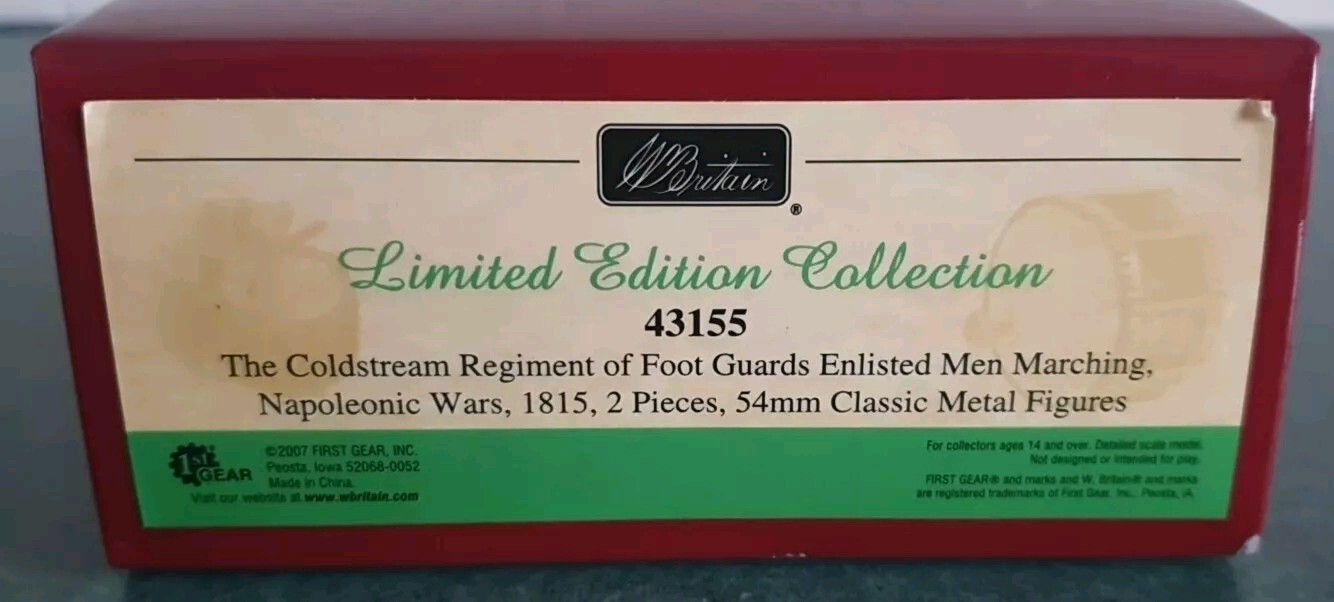 W Britain
®
Limited Edition Collection
43155
The Coldstream Regiment of Foot Guards Enlisted Men Marching,
Napoleonic Wars, 1815, 2 Pieces, 54mm Classic Metal Figures
1ST GEAR
©2007 FIRST GEAR, INC.
Peosta, Iowa 52068-0052
Made in China.
Visit our website at www.wbritain.com
For collectors ages 14 and over. Detailed scale model.
Not designed or intended for play.
FIRST GEAR® and marks and W. Britain® and marks
are registered trademarks of First Gear, Inc., Peosta, IA.